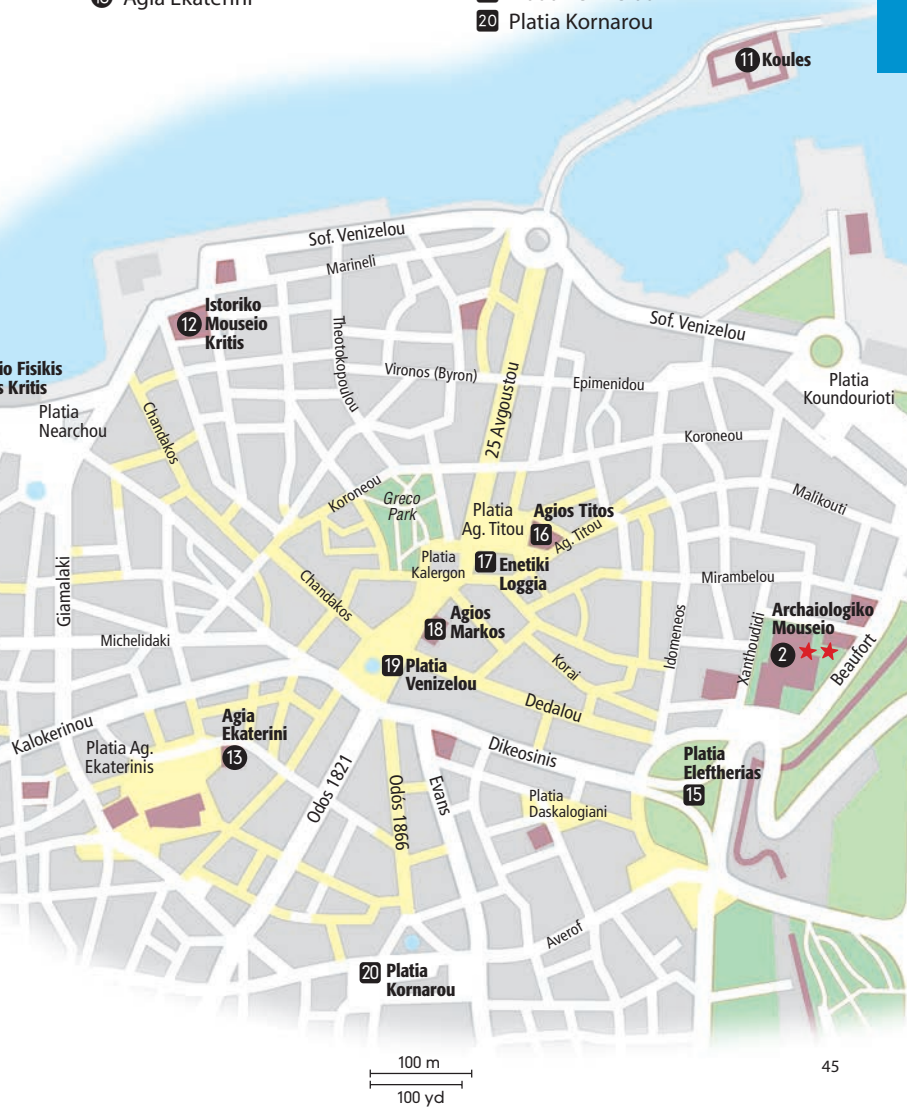 Agia Ekaterini
20 Platia Kornarou
11 Koules
Sof. Venizelou
Marineli
Istoriko
12 Mouseio
Kritis
Theotokopoulou
Sof. Venizelou
io Fisikis
s Kritis
Vironos (Byron)
Epimenidou
Platia
Koundourioti
Platia
Nearchou
Chandakos
25 Avgoustou
Koroneou
Koroneou
Greco
Park
Malikouti
Platia
Ag. Titou
Agios Titos
16
Ag. Titou
Platia
Kalergon
17 Enetiki
Loggia
Giamalaki
Chandakos
Mirambelou
Agios
18 Markos
Idomeneos
Xanthoudidi
Archaiologiko
Mouseio
2
Beaufort
Michelidaki
19 Platia
Venizelou
Korai
Dedalou
Kalokerinou
Agia
Ekaterini
13
Platia Ag.
Ekaterinis
Dikeosinis
Platia
Eleftherias
15
Odos 1821
Odós 1866
Evans
Platia
Daskalogiani
Averof
20 Platia
Kornarou
100 m
100 yd
45